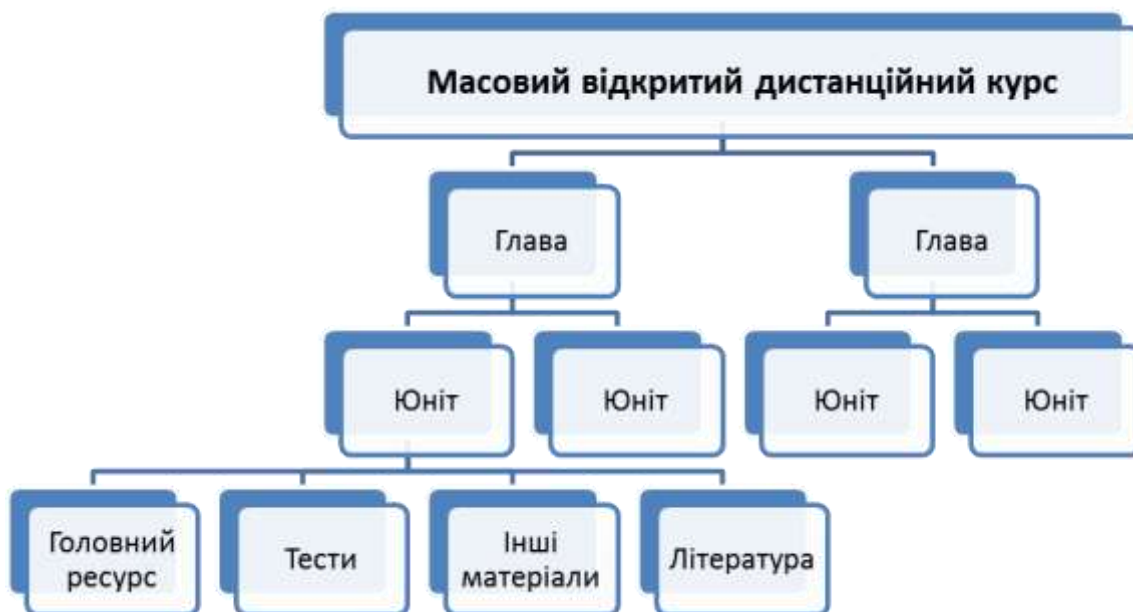 Масовий відкритий дистанційний курс
Глава
Глава
Юніт
Юніт
Юніт
Юніт
Головний
ресурс
Тести
Інші
матеріали
Література